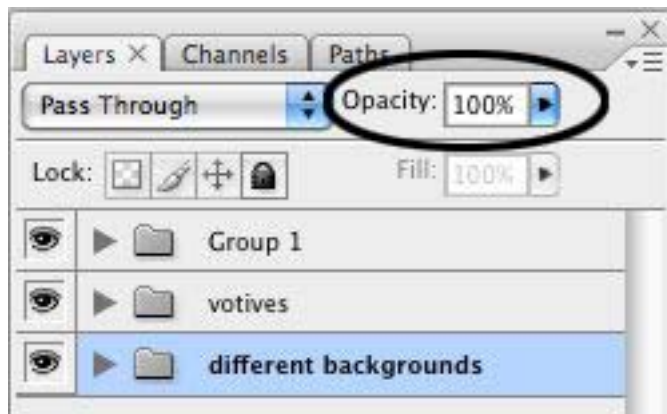 Layers Channels Paths
Pass Through Opacity: 100%
Lock: Fill: 100%
Group 1
votives
different backgrounds